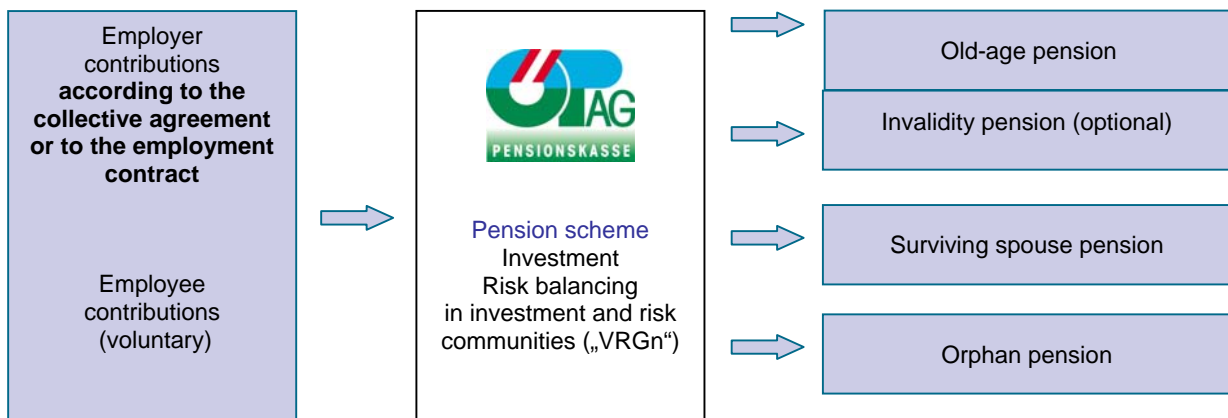 Employer
contributions
according to the
collective agreement
or to the employment
contract
Employee
contributions
(voluntary)
ÖPAG
PENSIONSKASSE
Pension scheme
Investment
Risk balancing
in investment and risk
communities („VRGn“)
Old-age pension
Invalidity pension (optional)
Surviving spouse pension
Orphan pension